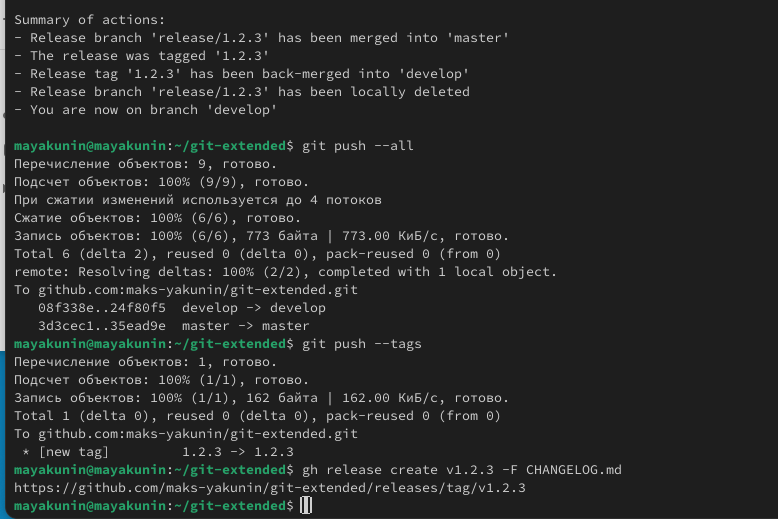 Summary of actions:
- Release branch 'release/1.2.3' has been merged into 'master'
- The release was tagged '1.2.3'
- Release tag '1.2.3' has been back-merged into 'develop'
- Release branch 'release/1.2.3' has been locally deleted
- You are now on branch 'develop'

mayakunin@mayakunin:~/git-extended$ git push --all
Перечисление объектов: 9, готово.
Подсчет объектов: 100% (9/9), готово.
При сжатии изменений используется до 4 потоков
Сжатие объектов: 100% (6/6), готово.
Запись объектов: 100% (6/6), 773 байта | 773.00 КиБ/с, готово.
Total 6 (delta 2), reused 0 (delta 0), pack-reused 0 (from 0)
remote: Resolving deltas: 100% (2/2), completed with 1 local object.
To github.com:maks-yakunin/git-extended.git
   08f338e..24f80f5  develop -> develop
   3d3cec1..35ead9e  master -> master
mayakunin@mayakunin:~/git-extended$ git push --tags
Перечисление объектов: 1, готово.
Подсчет объектов: 100% (1/1), готово.
Запись объектов: 100% (1/1), 162 байта | 162.00 КиБ/с, готово.
Total 1 (delta 0), reused 0 (delta 0), pack-reused 0 (from 0)
To github.com:maks-yakunin/git-extended.git
 * [new tag]         1.2.3 -> 1.2.3
mayakunin@mayakunin:~/git-extended$ gh release create v1.2.3 -F CHANGELOG.md
https://github.com/maks-yakunin/git-extended/releases/tag/v1.2.3
mayakunin@mayakunin:~/git-extended$